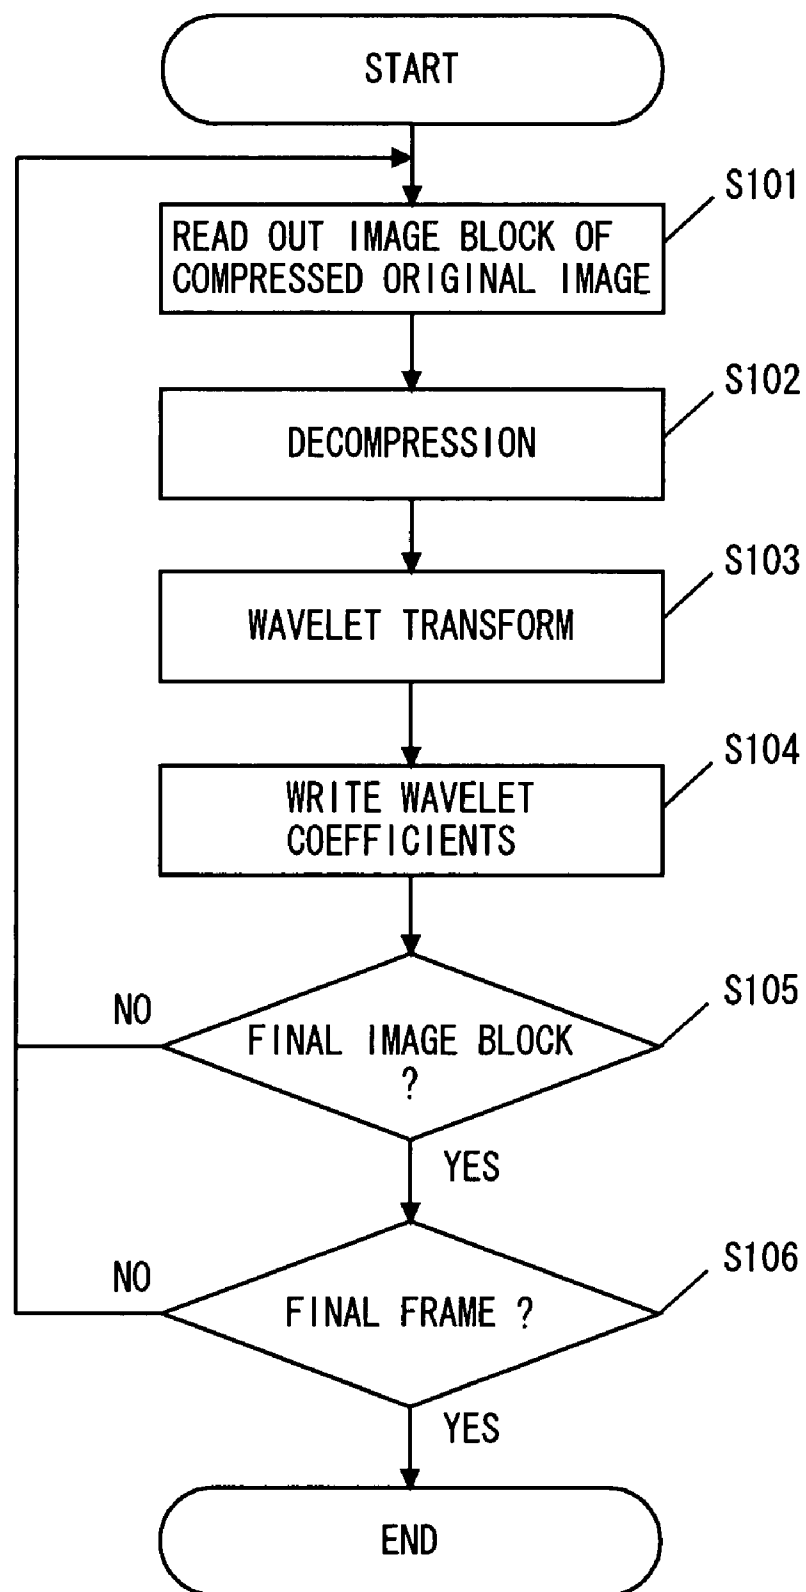 START
S101
READ OUT IMAGE BLOCK OF
COMPRESSED ORIGINAL IMAGE
S102
DECOMPRESSION
S103
WAVELET TRANSFORM
S104
WRITE WAVELET
COEFFICIENTS
S105
NO
FINAL IMAGE BLOCK
?
YES
S106
NO
FINAL FRAME ?
YES
END